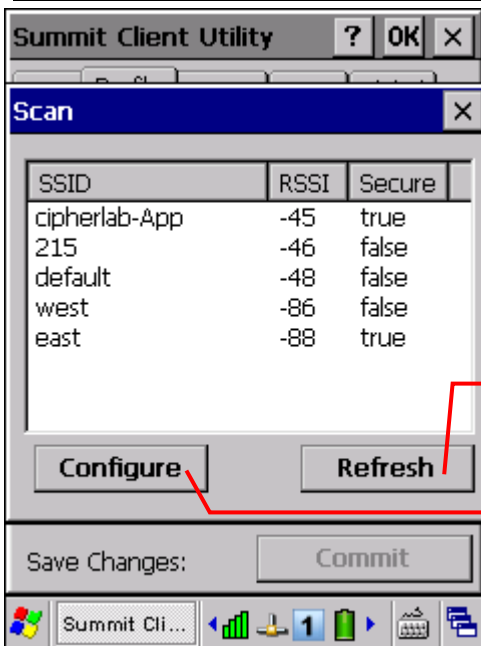 Summit Client Utility ? OK ×
Scan ×
SSID RSSI Secure
cipherlab-App -45 true
215 -46 false
default -48 false
west -86 false
east -88 true
Configure Refresh
Save Changes: Commit
Summit Cli... 1